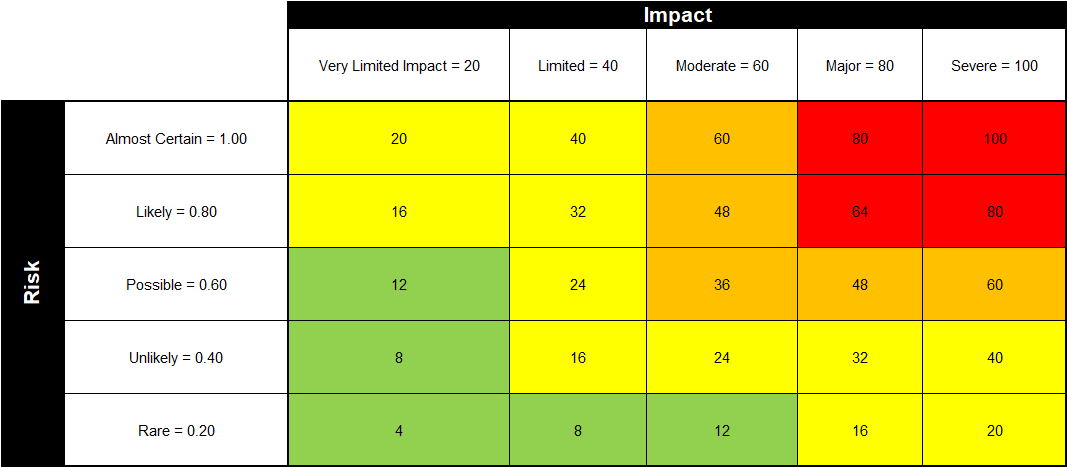 Impact
Very Limited Impact = 20 Limited = 40 Moderate = 60 Major = 80 Severe = 100
Risk
Almost Certain = 1.00 20 40 60 80 100
Likely = 0.80 16 32 48 64 80
Possible = 0.60 12 24 36 48 60
Unlikely = 0.40 8 16 24 32 40
Rare = 0.20 4 8 12 16 20